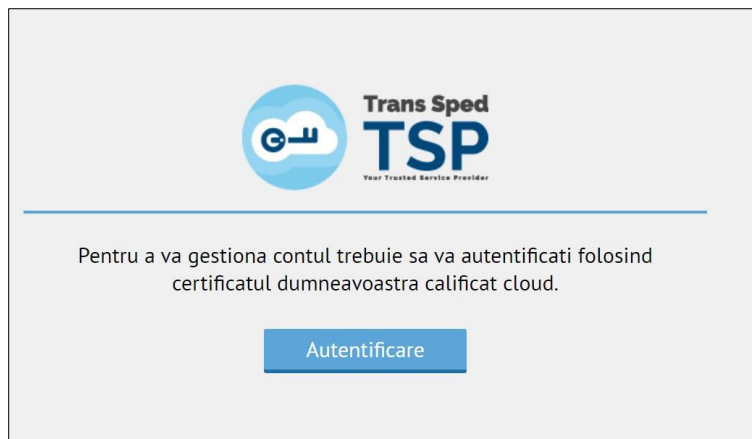 Trans Sped
TSP
Your Trusted Service Provider
Pentru a va gestiona contul trebuie sa va autentificati folosind
certificatul dumneavoastra calificat cloud.
Autentificare